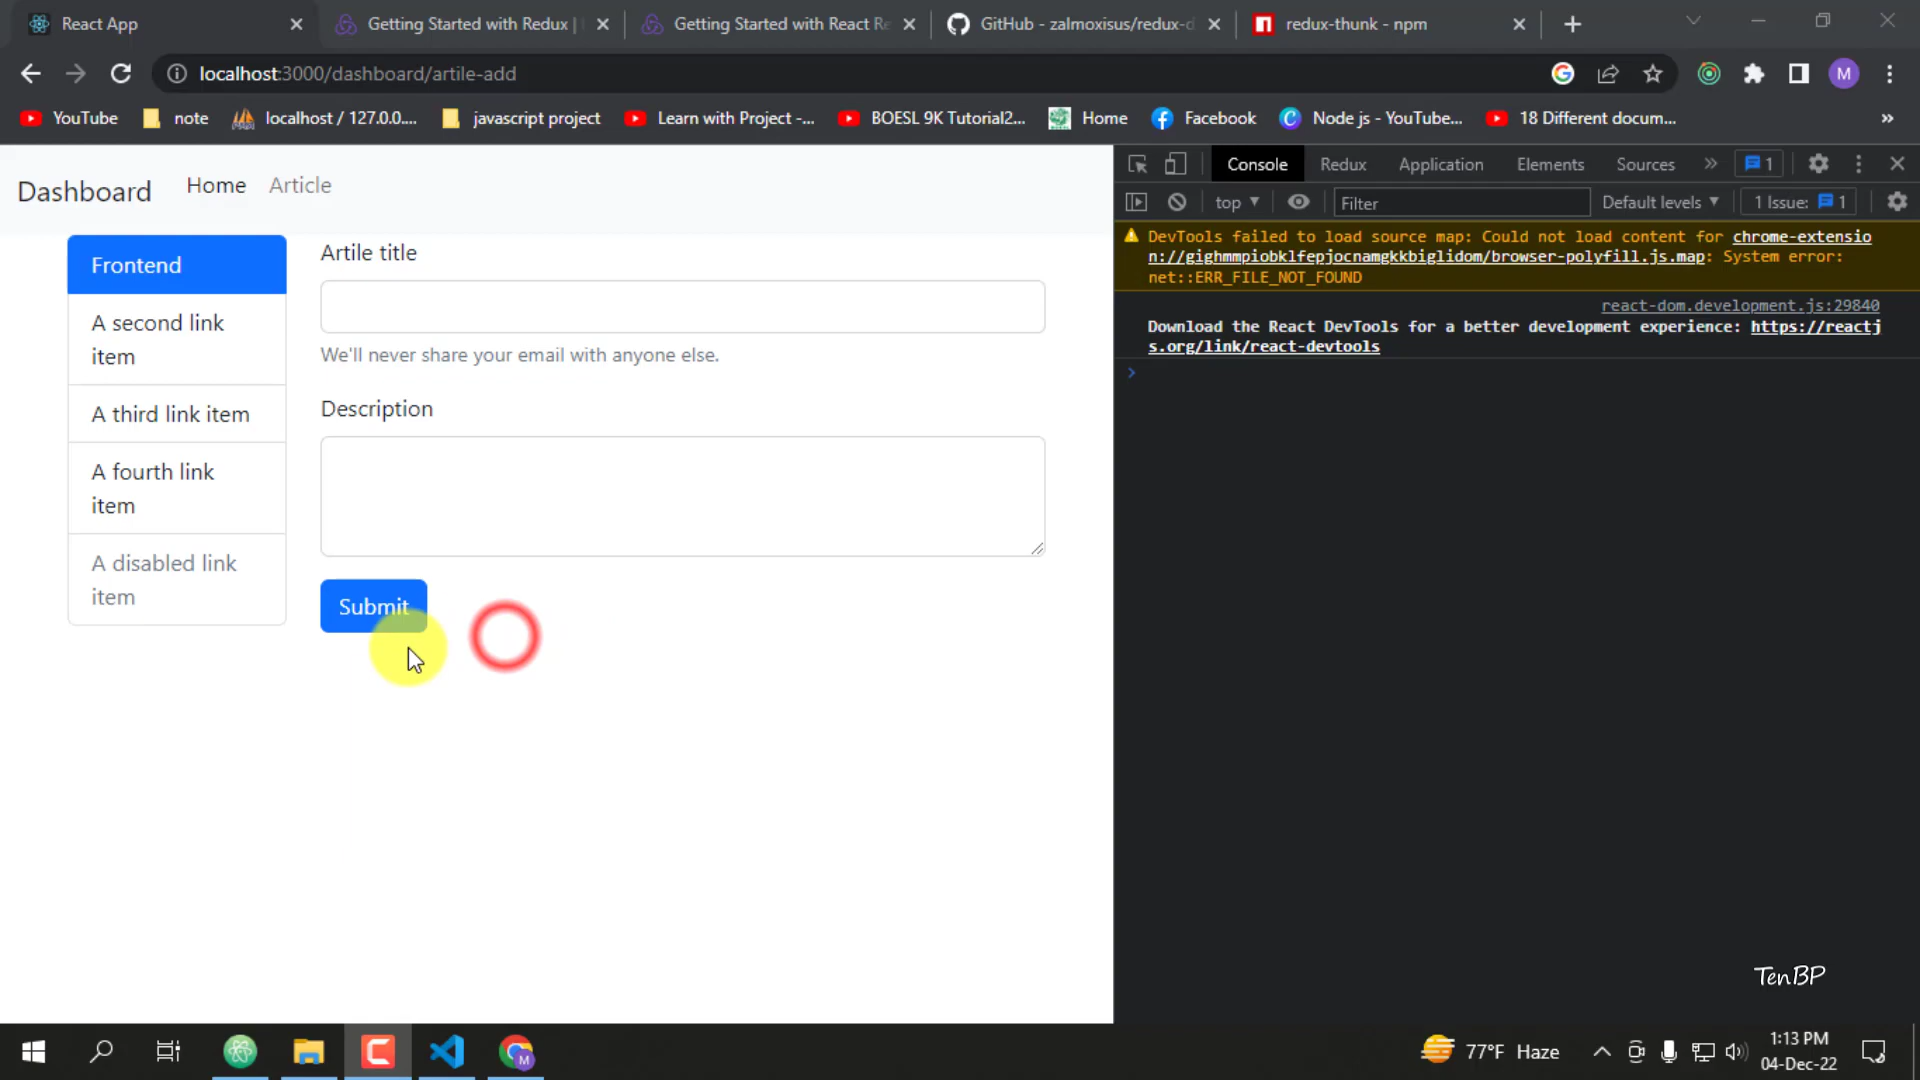 React App
Getting Started with Redux |
Getting Started with React Re
GitHub - zalmoxisus/redux-d
redux-thunk - npm
localhost:3000/dashboard/artile-add
M
YouTube
note
localhost / 127.0.0....
javascript project
Learn with Project -...
BOESL 9K Tutorial2...
Home
Facebook
Node js - YouTube...
18 Different docum...
»
Dashboard
Home
Article
Frontend
A second link
item
A third link item
A fourth link
item
A disabled link
item
Artile title
We'll never share your email with anyone else.
Description
Submit
Console
Redux
Application
Elements
Sources
»
1
top
Filter
Default levels
1 Issue:
1
DevTools failed to load source map: Could not load content for chrome-extensio
n://gighmmpiobklfepjocnamgkkbiglidom/browser-polyfill.js.map: System error:
net::ERR_FILE_NOT_FOUND
react-dom.development.js:29840
Download the React DevTools for a better development experience: https://reactj
s.org/link/react-devtools
TenBP
77°F Haze
1:13 PM
04-Dec-22